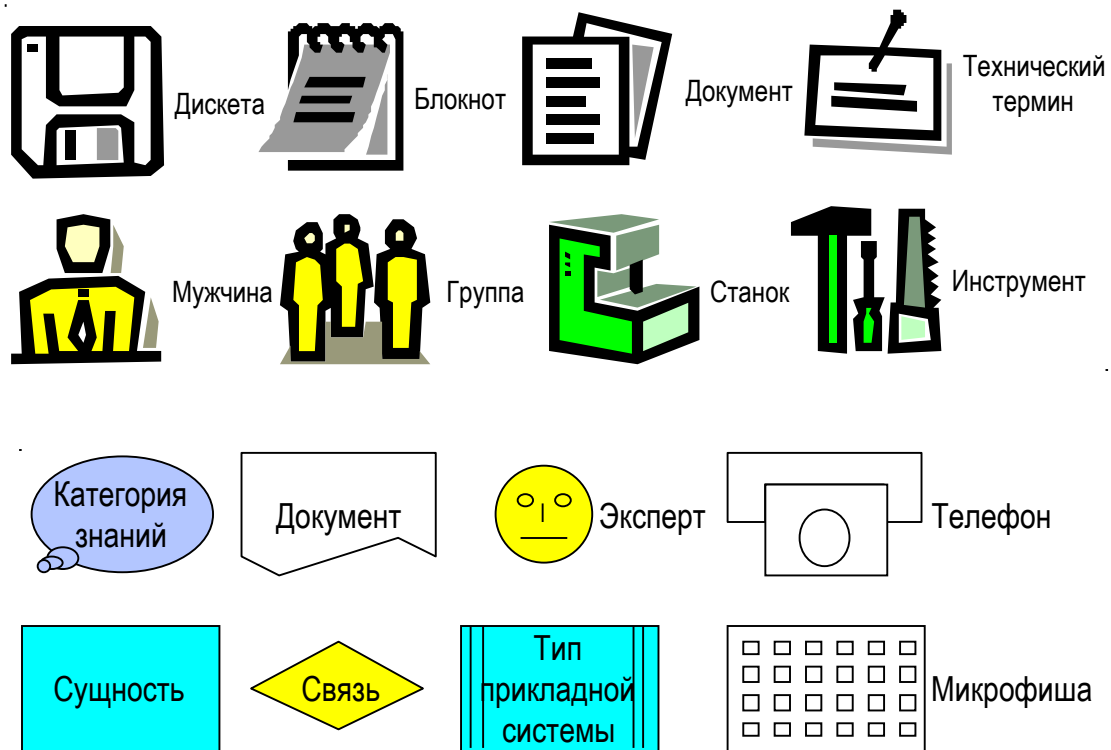 Дискета
Блокнот
Документ
Технический
термин
Мужчина
Группа
Станок
Инструмент
Категория
знаний
Документ
Эксперт
Телефон
Сущность
Связь
Тип
прикладной
системы
Микрофиша